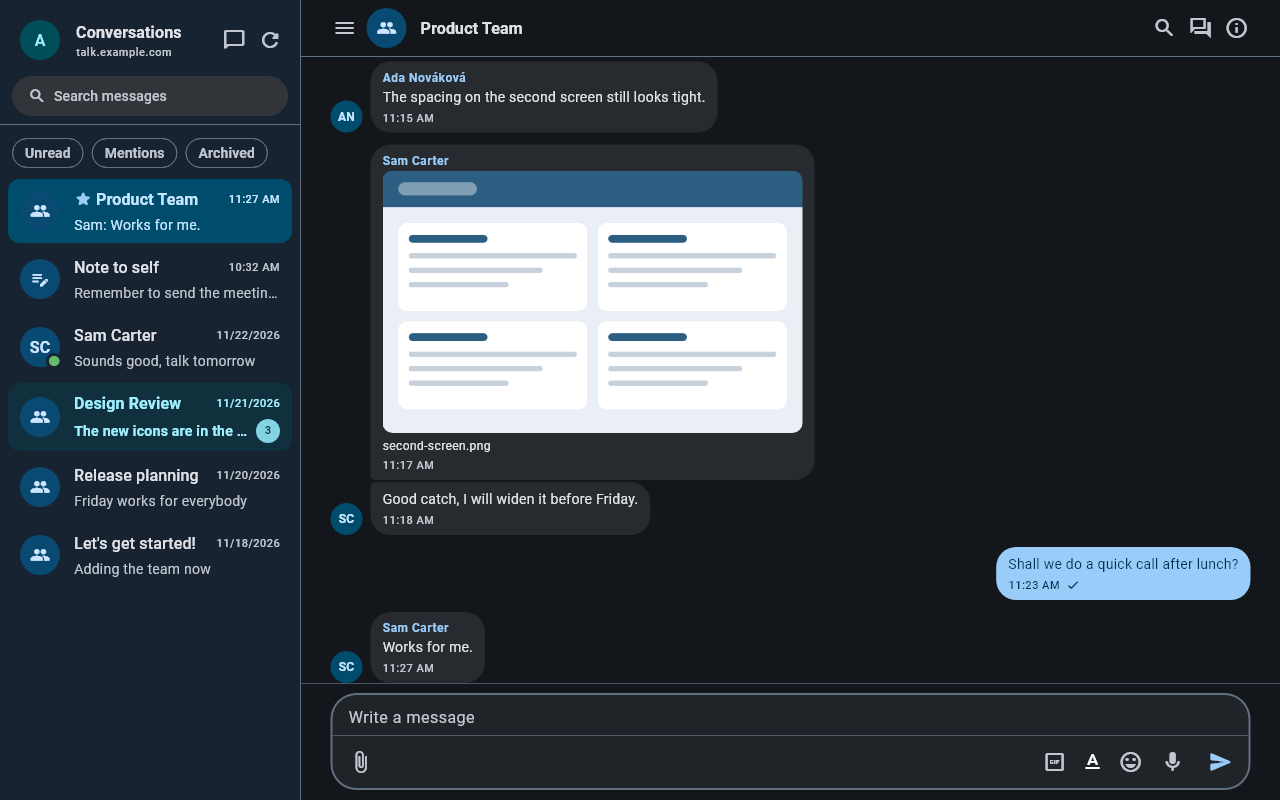 A
Conversations
talk.example.com
Search messages
Unread
Mentions
Archived
Product Team
11:27 AM
Sam: Works for me.
Note to self
10:32 AM
Remember to send the meetin…
SC
Sam Carter
11/22/2026
Sounds good, talk tomorrow
Design Review
11/21/2026
The new icons are in the …
3
Release planning
11/20/2026
Friday works for everybody
Let's get started!
11/18/2026
Adding the team now
Product Team
AN
Ada Nováková
The spacing on the second screen still looks tight.
11:15 AM
Sam Carter
second-screen.png
11:17 AM
SC
Good catch, I will widen it before Friday.
11:18 AM
Shall we do a quick call after lunch?
11:23 AM
SC
Sam Carter
Works for me.
11:27 AM
Write a message
GIF
A